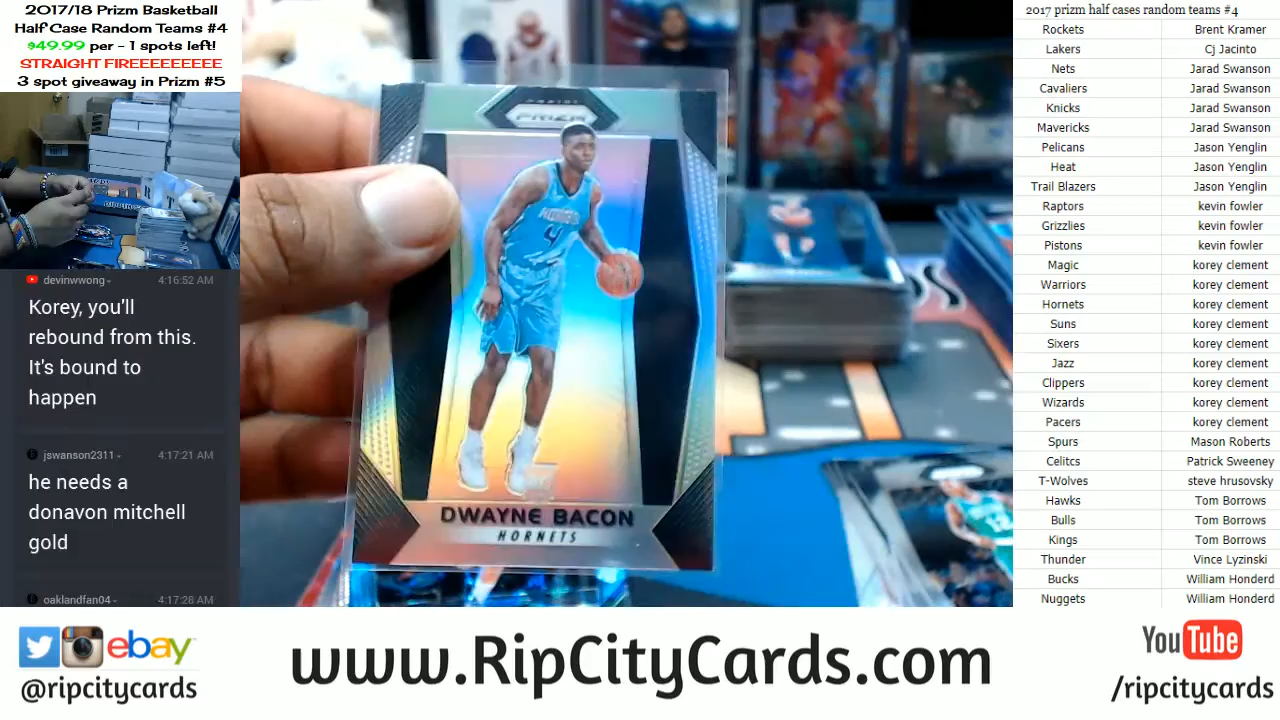 2017/18 Prizm Basketball
Half Case Random Teams #4
$49.99 per - 1 spots left!
STRAIGHT FIREEEEEEEEE
3 spot giveaway in Prizm #5
devinwwong
4:16:52 AM
Korey, you'll
rebound from this.
It's bound to
happen
jswanson2311
4:17:21 AM
he needs a
donavon mitchell
gold
oaklandfan04
4:17:28 AM
PANINI
PRIZM
HORNETS
4
DWAYNE BACON
HORNETS
2017 prizm half cases random teams #4
Rockets Brent Kramer
Lakers Cj Jacinto
Nets Jarad Swanson
Cavaliers Jarad Swanson
Knicks Jarad Swanson
Mavericks Jarad Swanson
Pelicans Jason Yenglin
Heat Jason Yenglin
Trail Blazers Jason Yenglin
Raptors kevin fowler
Grizzlies kevin fowler
Pistons kevin fowler
Magic korey clement
Warriors korey clement
Hornets korey clement
Suns korey clement
Sixers korey clement
Jazz korey clement
Clippers korey clement
Wizards korey clement
Pacers korey clement
Spurs Mason Roberts
Celitcs Patrick Sweeney
T-Wolves steve hrusovsky
Hawks Tom Borrows
Bulls Tom Borrows
Kings Tom Borrows
Thunder Vince Lyzinski
Bucks William Honderd
Nuggets William Honderd
ebay
@ripcitycards
www.RipCityCards.com
YouTube
/ripcitycards